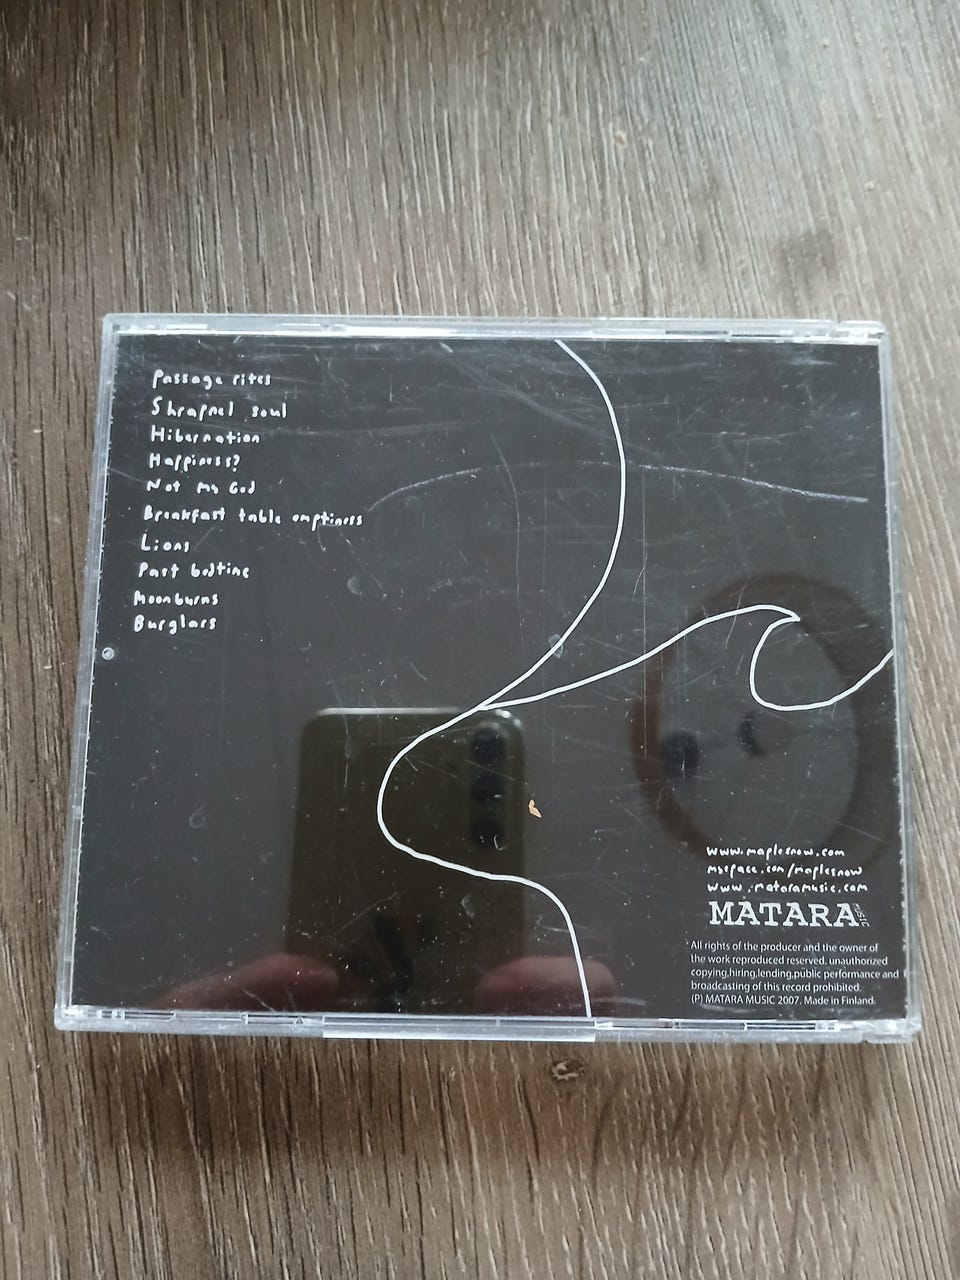 Passage rites
Shrapnel soul
Hibernation
Happiness?
Not my God
Breakfast table emptiness
Lions
Past bedtime
Moonburns
Burglars
www.maplesnow.com
myspace.com/maplesnow
www.mataramusic.com
MATARA MUSIC
All rights of the producer and the owner of
the work reproduced reserved. unauthorized
copying,hiring,lending,public performance and
broadcasting of this record prohibited.
(P) MATARA MUSIC 2007. Made in Finland.